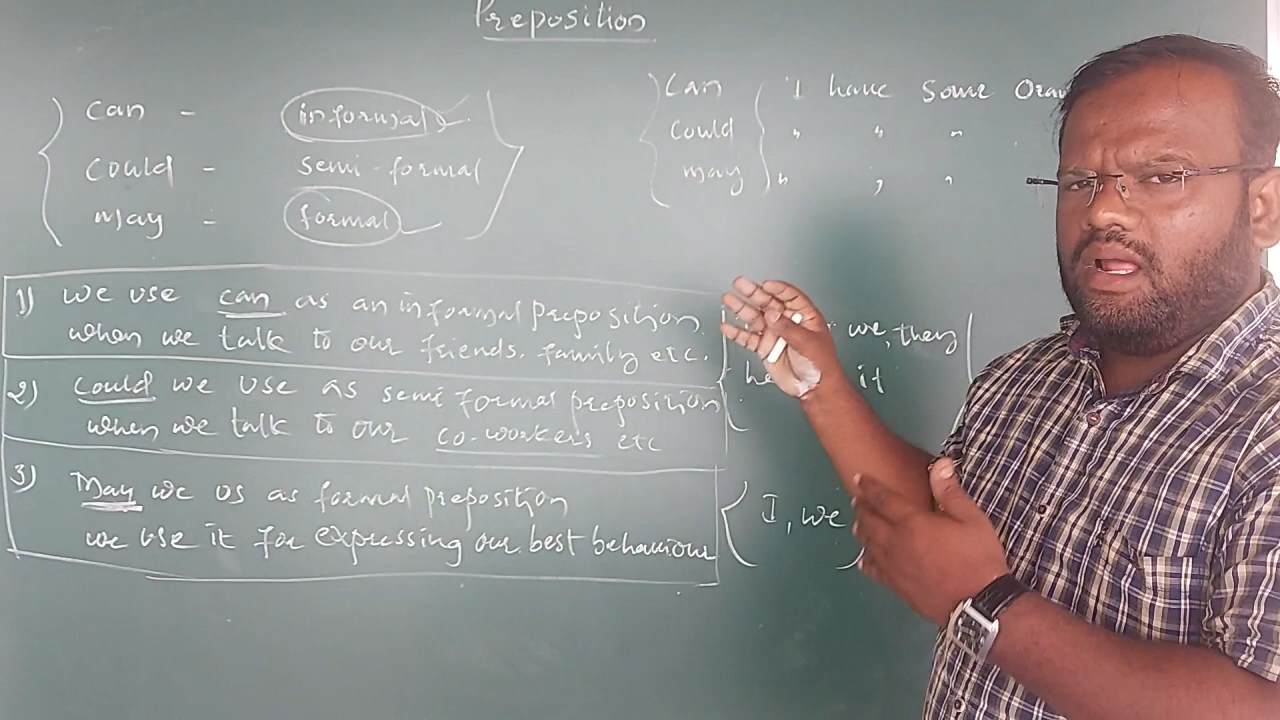 Preposition
can - informal
could - semi-formal
may - formal
Can I have some
Could " " "
may " " "
1) We use can as an informal preposition
when we talk to our friends, family etc.
2) Could we use as semi formal preposition
when we talk to our co-workers etc
3) May we us as formal preposition
we use it for expressing our best behaviour
we, they
it
I, we